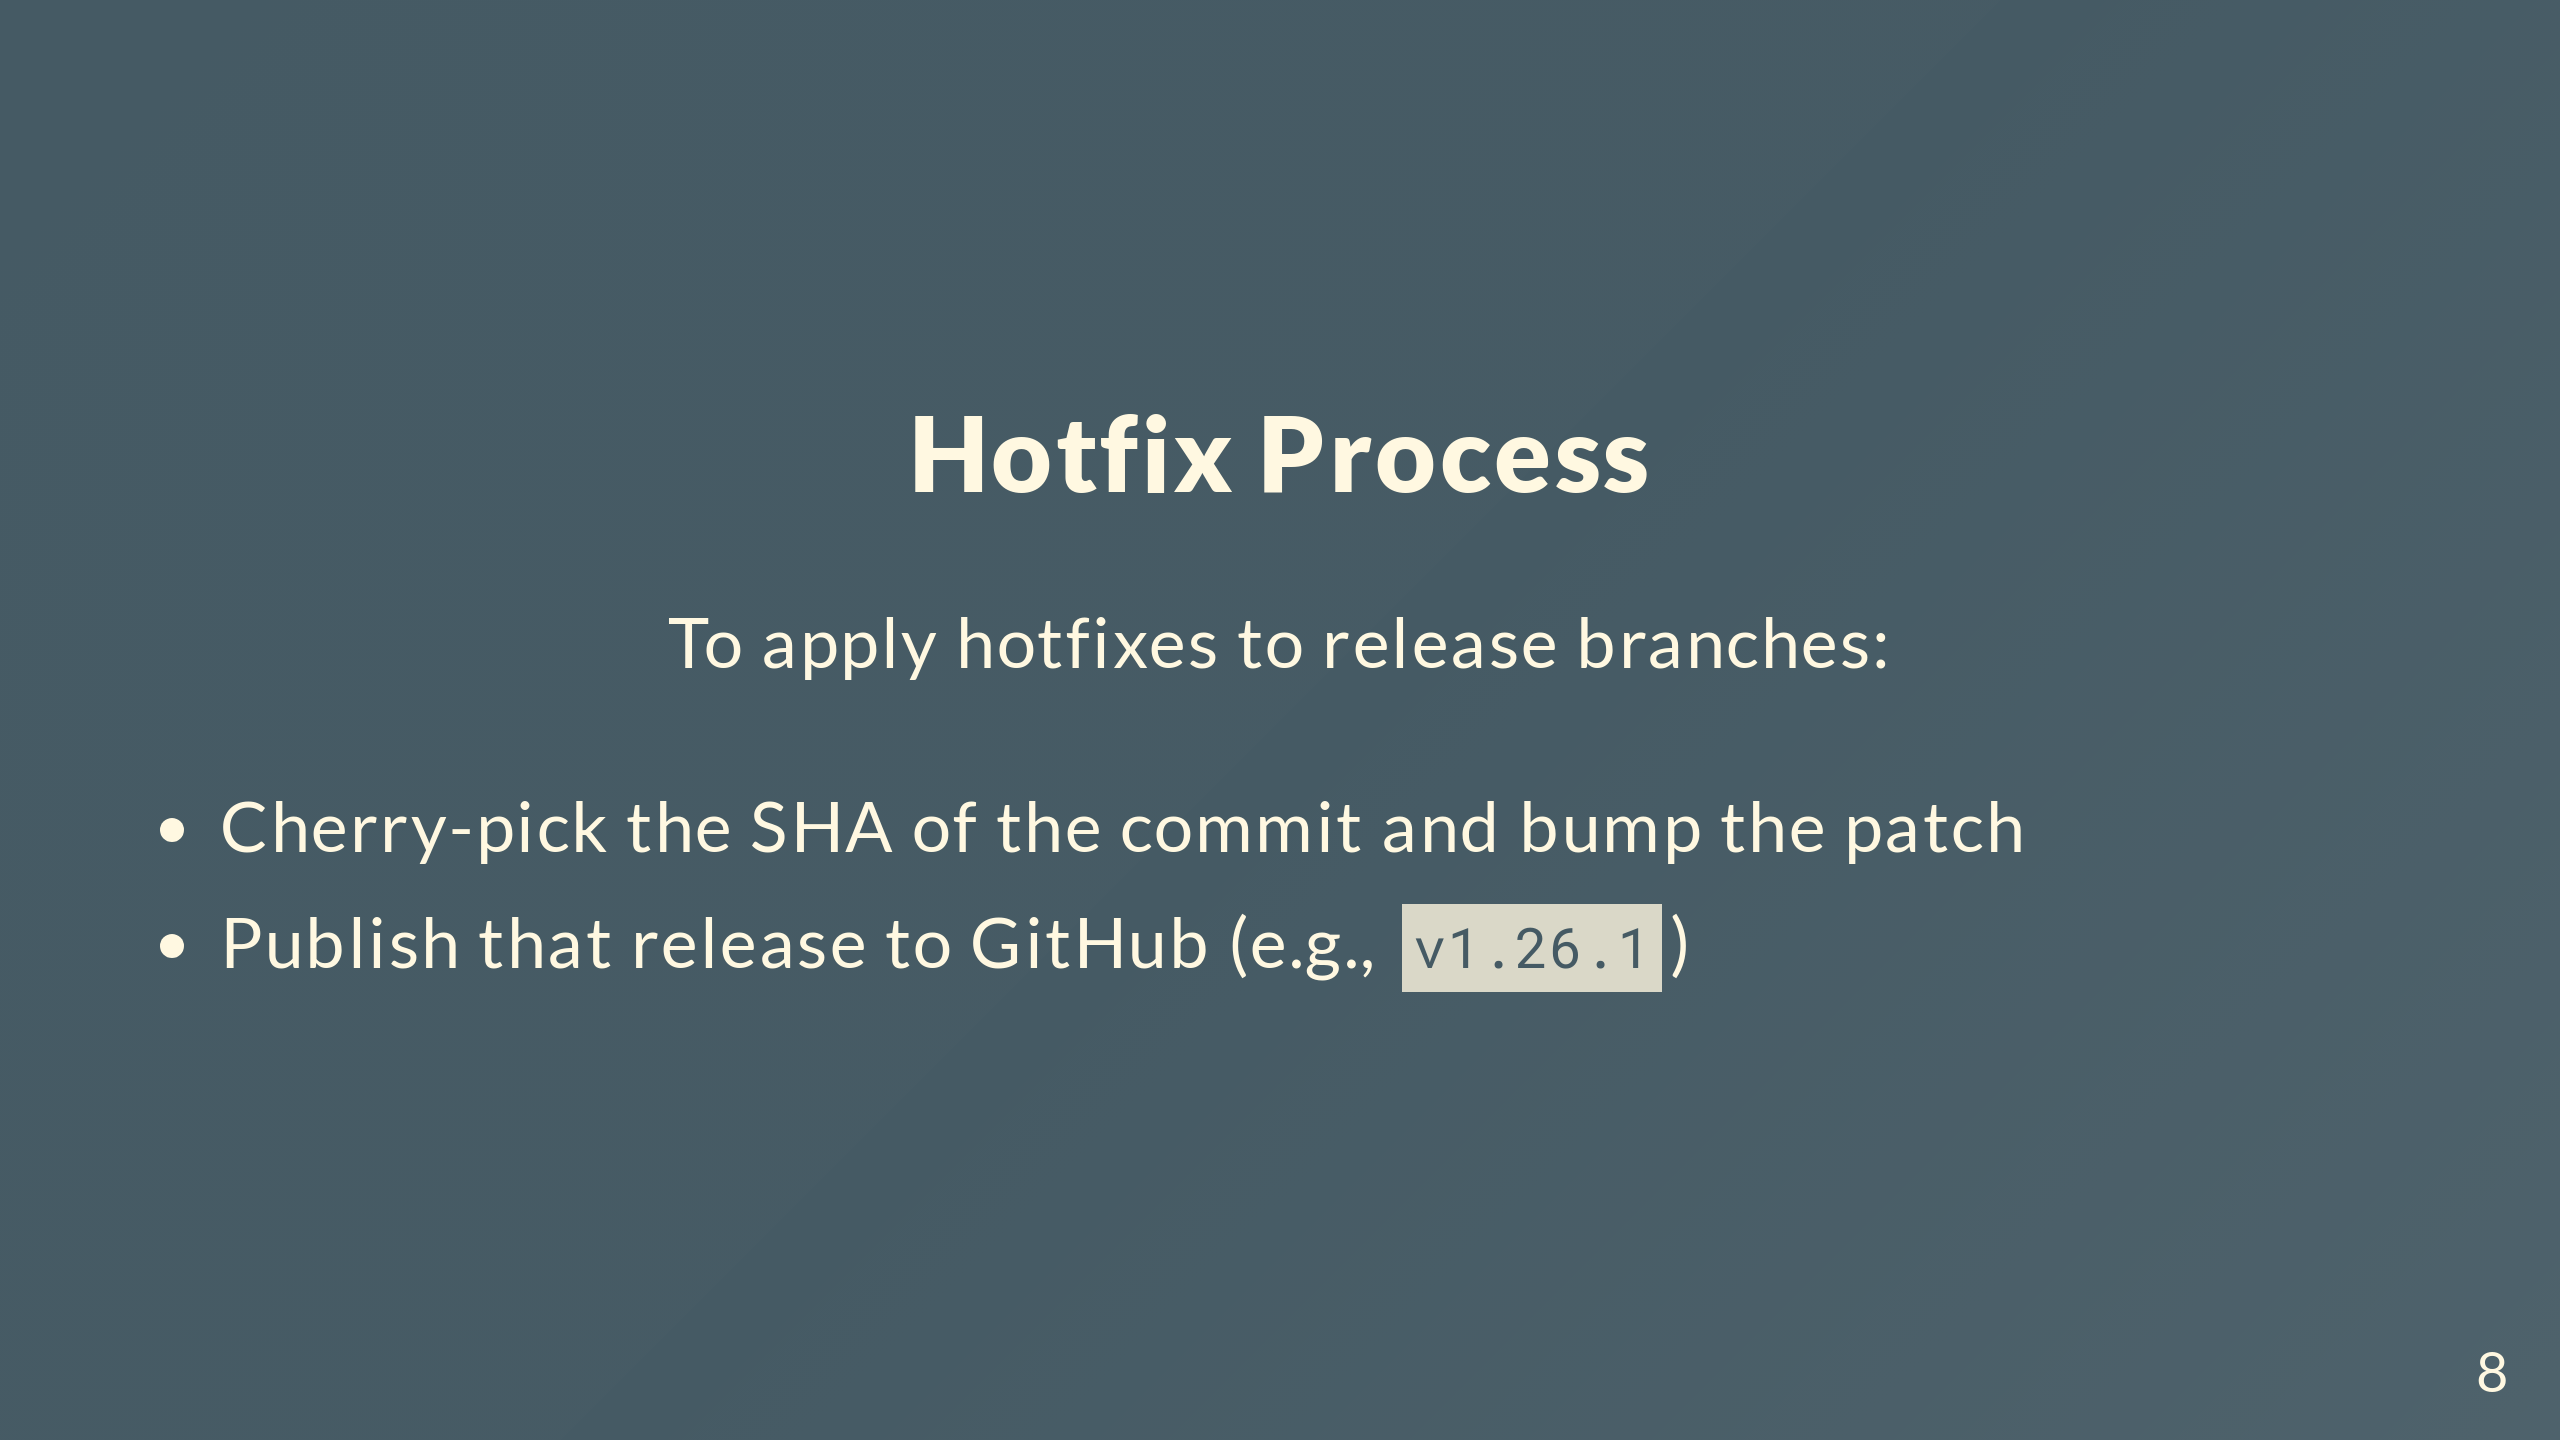 Hotfix Process
To apply hotfixes to release branches:
• Cherry-pick the SHA of the commit and bump the patch
• Publish that release to GitHub (e.g., v1.26.1)
8